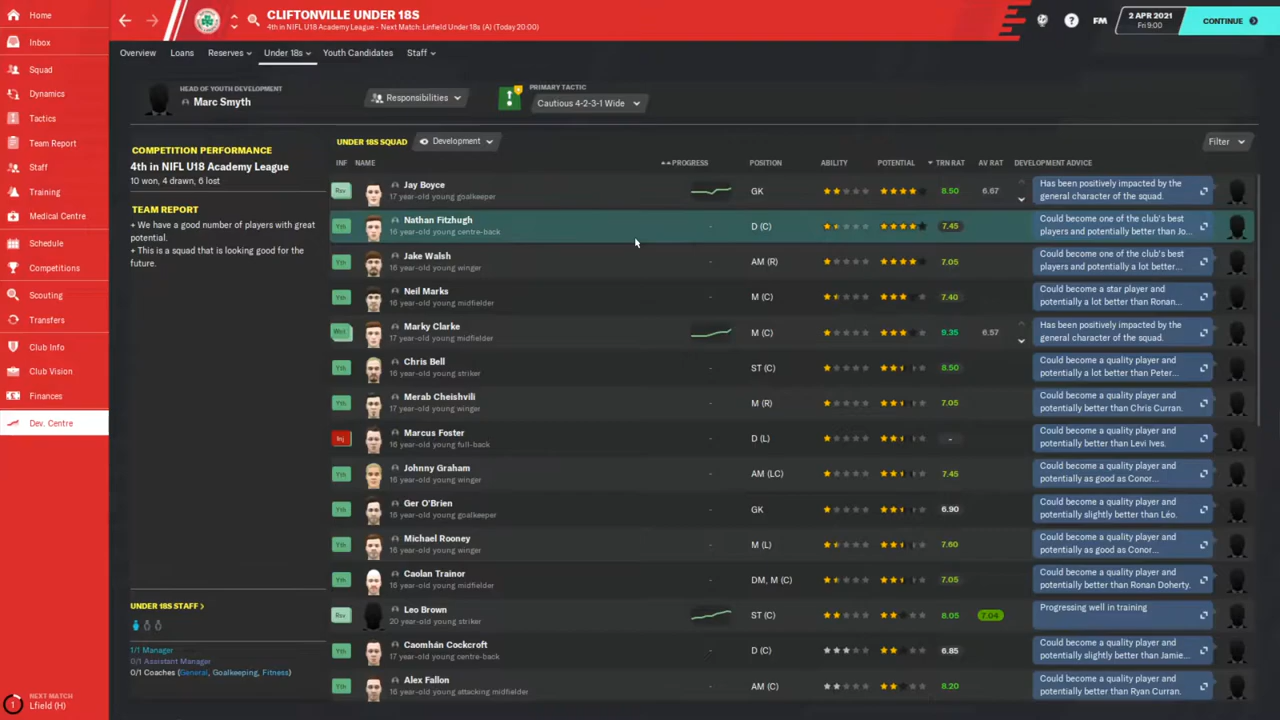 Home
Inbox
Squad
Dynamics
Tactics
Team Report
Staff
Training
Medical Centre
Schedule
Competitions
Scouting
Transfers
Club Info
Club Vision
Finances
Dev. Centre
NEXT MATCH
Lfield (H)
CLIFTONVILLE UNDER 18S
4th in NIFL U18 Academy League - Next Match: Linfield Under 18s (A) (Today 20:00)
FM
2 APR 2021
Fri 9:00
CONTINUE
Overview Loans Reserves Under 18s Youth Candidates Staff
HEAD OF YOUTH DEVELOPMENT
Marc Smyth
Responsibilities
PRIMARY TACTIC
Cautious 4-2-3-1 Wide
COMPETITION PERFORMANCE
4th in NIFL U18 Academy League
10 won, 4 drawn, 6 lost
TEAM REPORT
+ We have a good number of players with great
potential.
+ This is a squad that is looking good for the
future.
UNDER 18S STAFF >
1/1 Manager
0/1 Assistant Manager
0/1 Coaches (General, Goalkeeping, Fitness)
UNDER 18S SQUAD Development Filter
INF NAME PROGRESS POSITION ABILITY POTENTIAL TRN RAT AV RAT DEVELOPMENT ADVICE
Rsv Jay Boyce GK 8.50 6.67 Has been positively impacted by the
17 year-old young goalkeeper general character of the squad.
Yth Nathan Fitzhugh - D (C) 7.45 Could become one of the club's best
16 year-old young centre-back players and potentially better than Jo...
Yth Jake Walsh - AM (R) 7.05 Could become one of the club's best
16 year-old young winger players and potentially a lot better...
Yth Neil Marks - M (C) 7.40 Could become a star player and
16 year-old young midfielder potentially a lot better than Ronan...
Marky Clarke M (C) 9.35 6.57 Has been positively impacted by the
17 year-old young midfielder general character of the squad.
Yth Chris Bell - ST (C) 8.50 Could become a quality player and
16 year-old young striker potentially a lot better than Peter...
Yth Merab Cheishvili - M (R) 7.05 Could become a quality player and
17 year-old young winger potentially better than Chris Curran.
Inj Marcus Foster - D (L) - Could become a quality player and
16 year-old young full-back potentially better than Levi Ives.
Yth Johnny Graham - AM (LC) 7.45 Could become a quality player and
16 year-old young winger potentially as good as Conor...
Yth Ger O'Brien - GK 6.90 Could become a quality player and
16 year-old young goalkeeper potentially slightly better than Léo.
Yth Michael Rooney - M (L) 7.60 Could become a quality player and
16 year-old young winger potentially as good as Conor...
Yth Caolan Trainor - DM, M (C) 7.05 Could become a quality player and
16 year-old young midfielder potentially better than Ronan Doherty.
Rsv Leo Brown ST (C) 8.05 7.04 Progressing well in training
20 year-old young striker
Yth Caomhán Cockcroft - D (C) 6.85 Could become a quality player and
17 year-old young centre-back potentially slightly better than Jamie...
Yth Alex Fallon - AM (C) 8.20 Could become a quality player and
16 year-old young attacking midfielder potentially better than Ryan Curran.